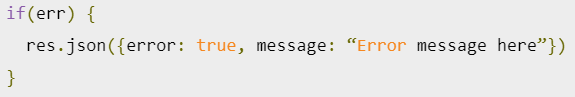 if(err) {
  res.json({error: true, message: “Error message here”})
}